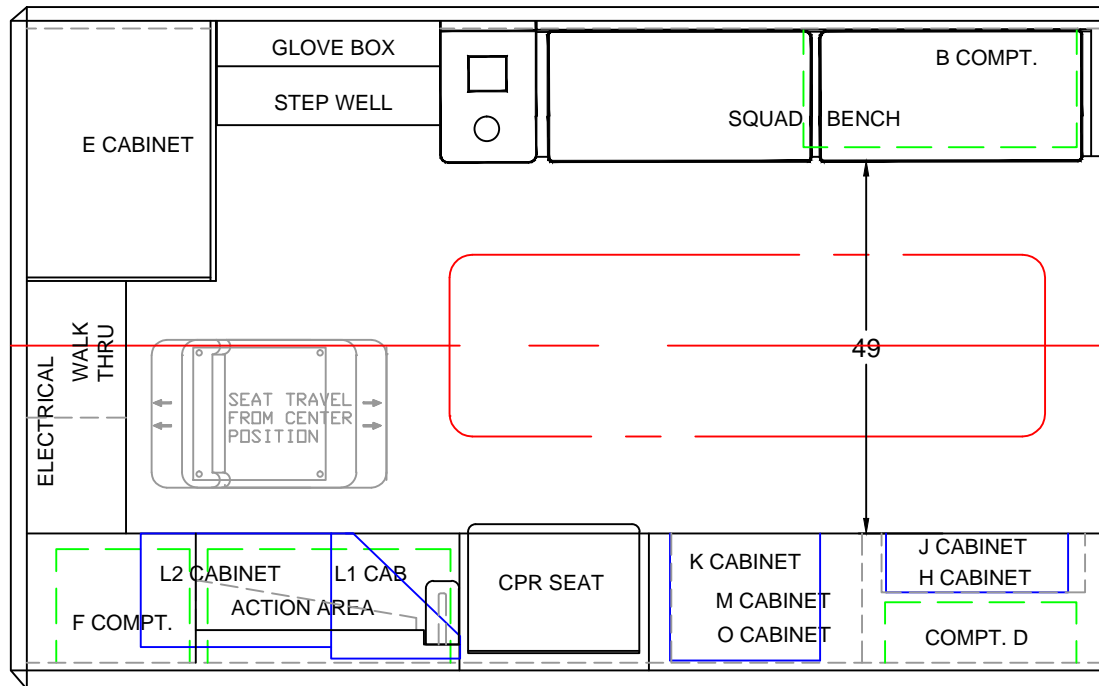 GLOVE BOX
STEP WELL
B COMPT.
SQUAD BENCH
E CABINET
WALK
THRU
ELECTRICAL
49
SEAT TRAVEL
FROM CENTER
POSITION
L2 CABINET
L1 CAB
ACTION AREA
F COMPT.
CPR SEAT
K CABINET
M CABINET
O CABINET
J CABINET
H CABINET
COMPT. D